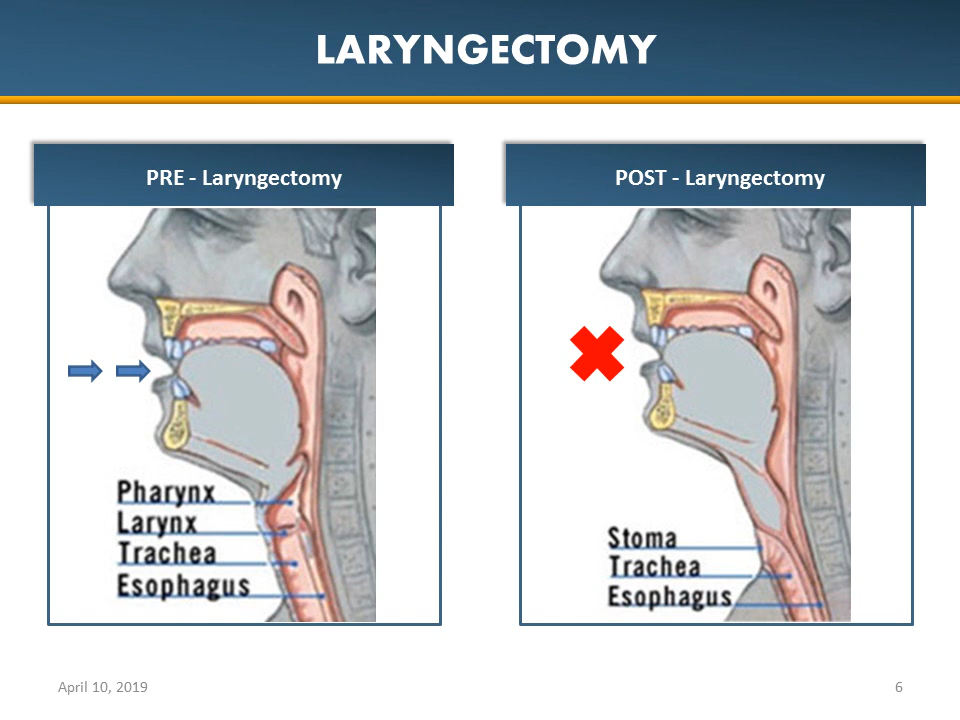 LARYNGECTOMY
PRE - Laryngectomy
Pharynx
Larynx
Trachea
Esophagus
POST - Laryngectomy
Stoma
Trachea
Esophagus
April 10, 2019
6